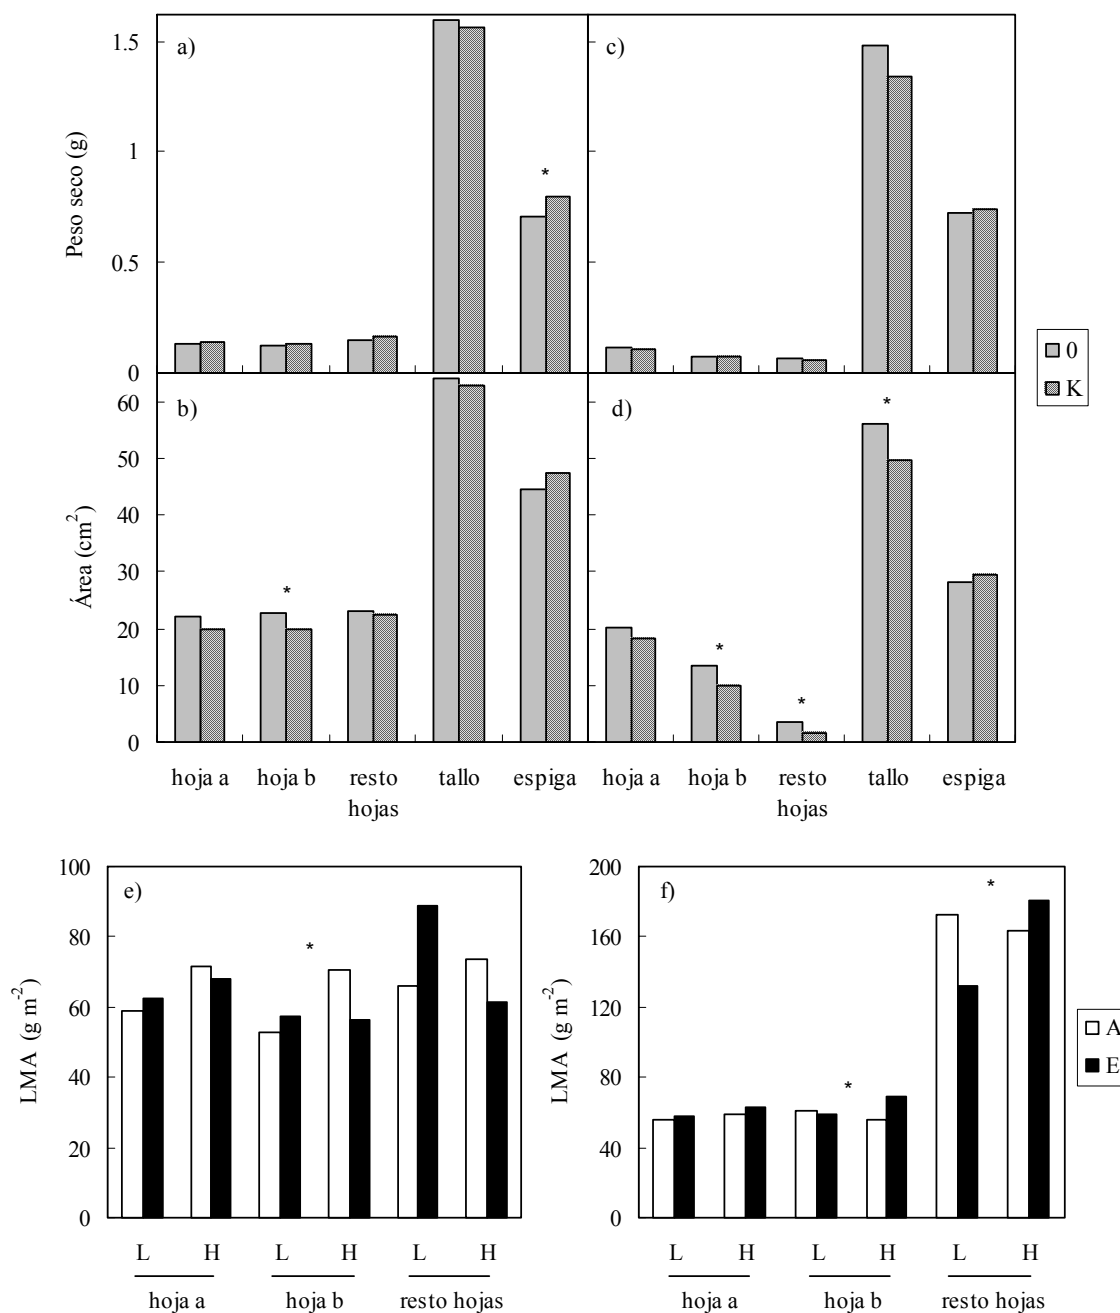 a)
c)
1.5
1
0.5
0
Peso seco (g)
*
0
K
b)
d)
60
50
40
30
20
10
0
Área (cm2)
*
*
*
*
hoja a hoja b resto hojas tallo espiga
hoja a hoja b resto hojas tallo espiga
e)
100
80
60
40
20
0
LMA (g m-2)
*
L H L H L H
hoja a hoja b resto hojas
f)
200
160
120
80
40
0
LMA (g m-2)
*
*
L H L H L H
hoja a hoja b resto hojas
A
E